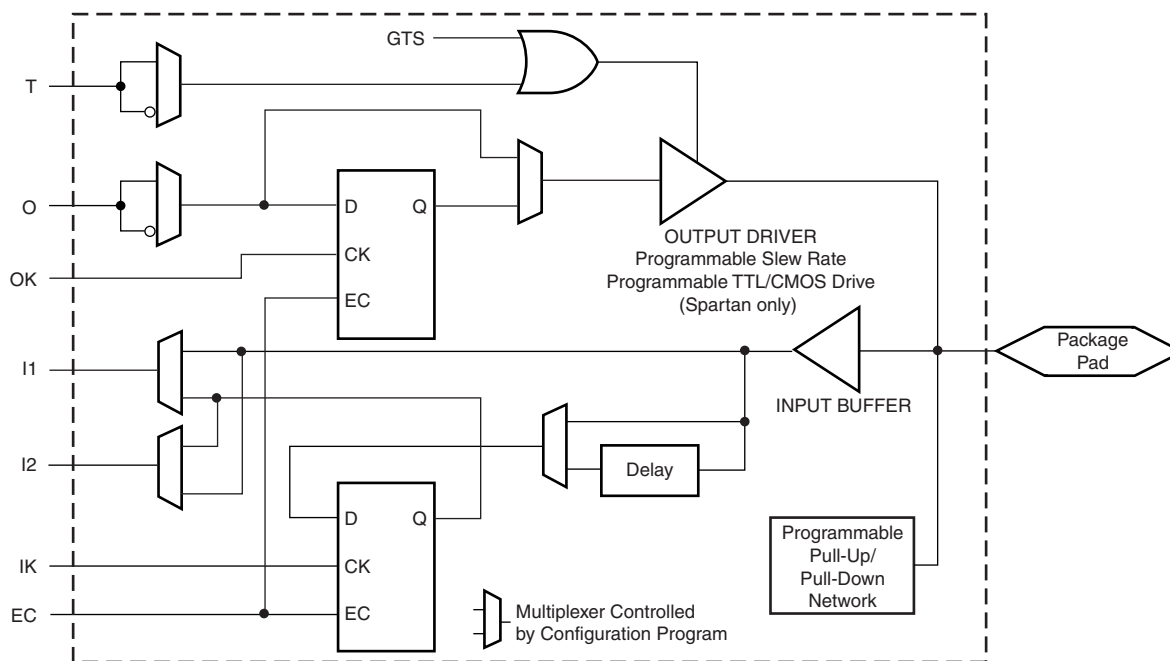 GTS
T
O
D
Q
CK
EC
OK
OUTPUT DRIVER
Programmable Slew Rate
Programmable TTL/CMOS Drive
(Spartan only)
Package
Pad
I1
INPUT BUFFER
I2
Delay
D
Q
CK
EC
IK
EC
Programmable
Pull-Up/
Pull-Down
Network
Multiplexer Controlled
by Configuration Program